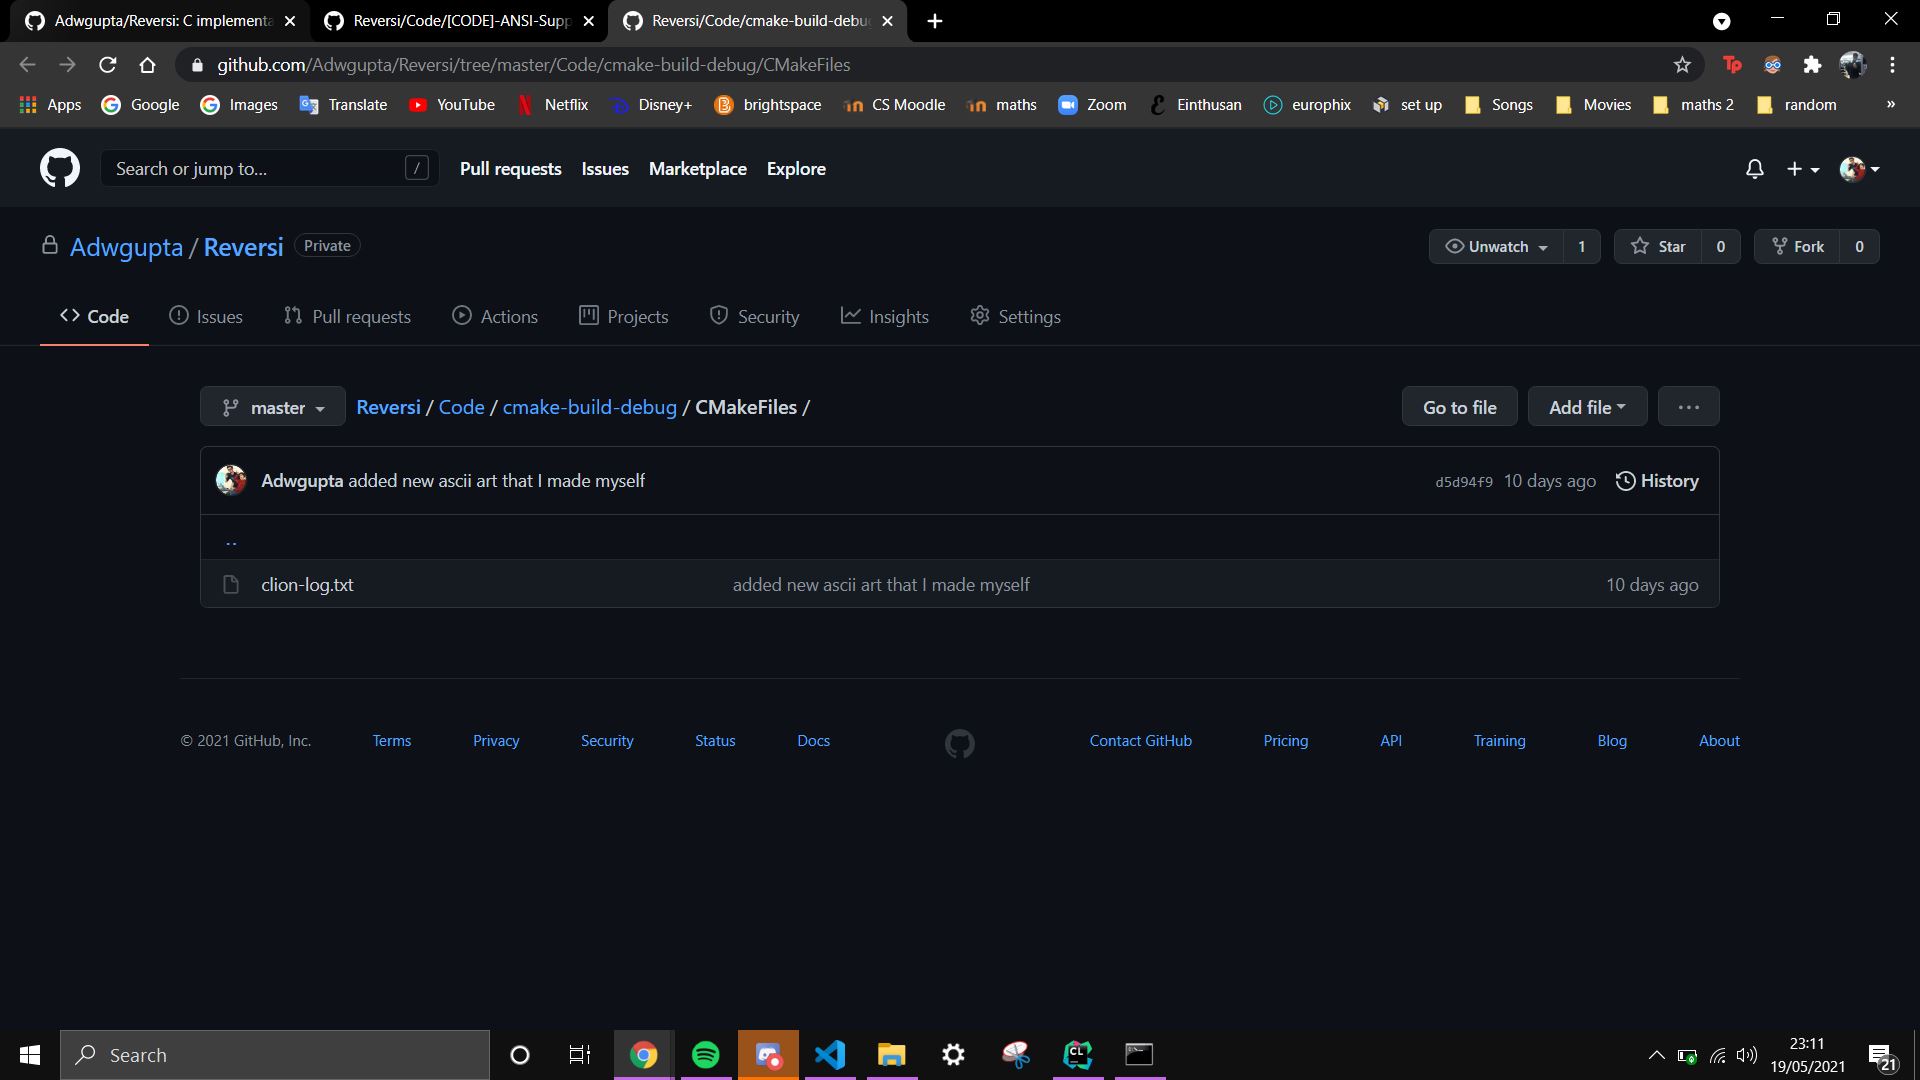 Adwgupta/Reversi: C implementa
Reversi/Code/[CODE]-ANSI-Supp
Reversi/Code/cmake-build-debu
github.com/Adwgupta/Reversi/tree/master/Code/cmake-build-debug/CMakeFiles
Apps Google Images Translate YouTube Netflix Disney+ brightspace CS Moodle maths Zoom Einthusan europhix set up Songs Movies maths 2 random »
Search or jump to... / Pull requests Issues Marketplace Explore
Adwgupta / Reversi Private Unwatch 1 Star 0 Fork 0
Code Issues Pull requests Actions Projects Security Insights Settings
master Reversi / Code / cmake-build-debug / CMakeFiles / Go to file Add file ...
Adwgupta added new ascii art that I made myself d5d94f9 10 days ago History
..
clion-log.txt added new ascii art that I made myself 10 days ago
© 2021 GitHub, Inc. Terms Privacy Security Status Docs Contact GitHub Pricing API Training Blog About
Search
23:11
19/05/2021
21